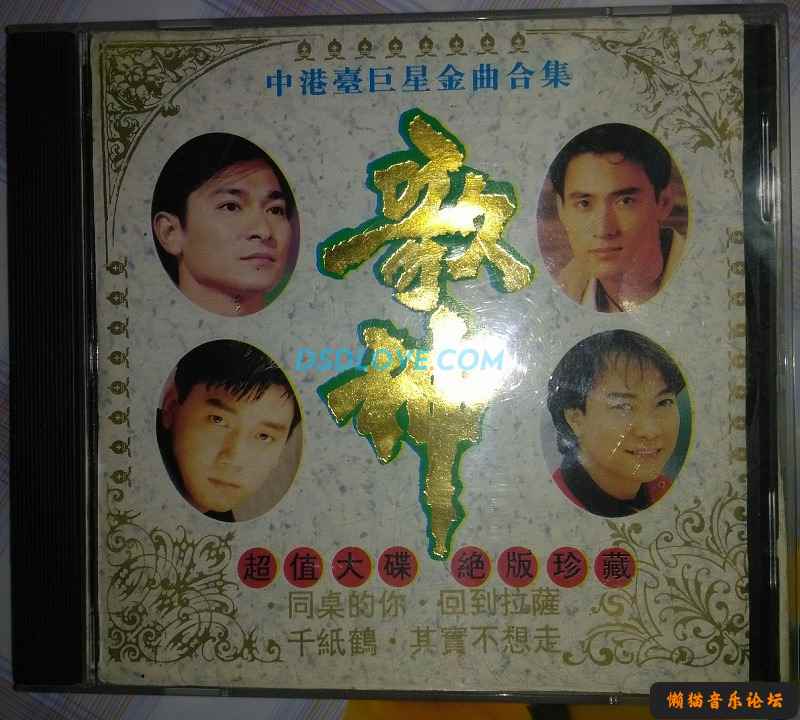 中港臺巨星金曲合集
歌神
DSDLOVE.COM
超值大碟 絕版珍藏
·同桌的你·回到拉薩
千紙鶴·其實不想走
懒猫音乐论坛